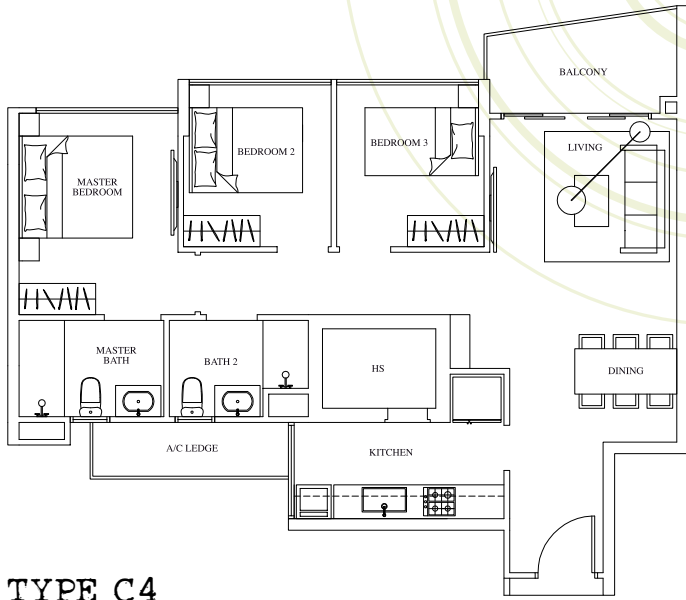 BALCONY
LIVING
BEDROOM 2
BEDROOM 3
MASTER
BEDROOM
MASTER
BATH
BATH 2
HS
DINING
A/C LEDGE
KITCHEN
TYPE C4